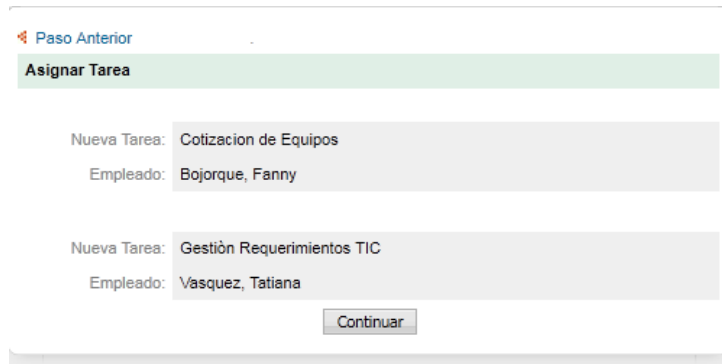 Paso Anterior .
Asignar Tarea
Nueva Tarea: Cotizacion de Equipos
Empleado: Bojorque, Fanny
Nueva Tarea: Gestiòn Requerimientos TIC
Empleado: Vasquez, Tatiana
Continuar